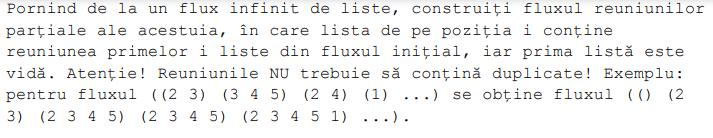 Pornind de la un flux infinit de liste, construiți fluxul reuniunilor
parțiale ale acestuia, în care lista de pe poziția i conține
reuniunea primelor i liste din fluxul inițial, iar prima listă este
vidă. Atenție! Reuniunile NU trebuie să conțină duplicate! Exemplu:
pentru fluxul ((2 3) (3 4 5) (2 4) (1) ...) se obține fluxul (() (2
3) (2 3 4 5) (2 3 4 5) (2 3 4 5 1) ...).